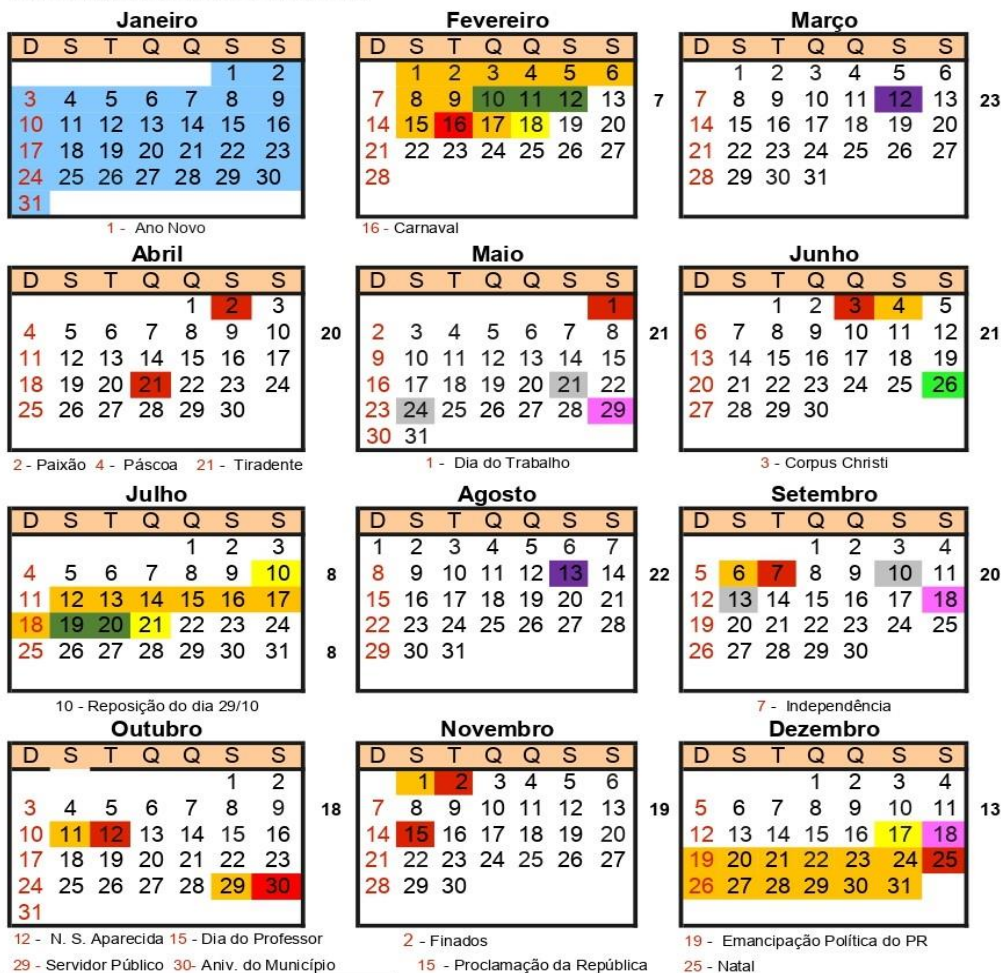 Janeiro
D S T Q Q S S
1 2
3 4 5 6 7 8 9
10 11 12 13 14 15 16
17 18 19 20 21 22 23
24 25 26 27 28 29 30
31
1 - Ano Novo
Fevereiro
D S T Q Q S S
1 2 3 4 5 6
7 8 9 10 11 12 13 7
14 15 16 17 18 19 20
21 22 23 24 25 26 27
28
16 - Carnaval
Março
D S T Q Q S S
1 2 3 4 5 6
7 8 9 10 11 12 13 23
14 15 16 17 18 19 20
21 22 23 24 25 26 27
28 29 30 31
Abril
D S T Q Q S S
1 2 3
4 5 6 7 8 9 10 20
11 12 13 14 15 16 17
18 19 20 21 22 23 24
25 26 27 28 29 30
2 - Paixão 4 - Páscoa 21 - Tiradente
Maio
D S T Q Q S S
1
2 3 4 5 6 7 8 21
9 10 11 12 13 14 15
16 17 18 19 20 21 22
23 24 25 26 27 28 29
30 31
1 - Dia do Trabalho
Junho
D S T Q Q S S
1 2 3 4 5
6 7 8 9 10 11 12 21
13 14 15 16 17 18 19
20 21 22 23 24 25 26
27 28 29 30
3 - Corpus Christi
Julho
D S T Q Q S S
1 2 3
4 5 6 7 8 9 10 8
11 12 13 14 15 16 17
18 19 20 21 22 23 24
25 26 27 28 29 30 31 8
10 - Reposição do dia 29/10
Agosto
D S T Q Q S S
1 2 3 4 5 6 7
8 9 10 11 12 13 14 22
15 16 17 18 19 20 21
22 23 24 25 26 27 28
29 30 31
Setembro
D S T Q Q S S
1 2 3 4
5 6 7 8 9 10 11 20
12 13 14 15 16 17 18
19 20 21 22 23 24 25
26 27 28 29 30
7 - Independência
Outubro
D S T Q Q S S
1 2
3 4 5 6 7 8 9 18
10 11 12 13 14 15 16
17 18 19 20 21 22 23
24 25 26 27 28 29 30
31
12 - N. S. Aparecida 15 - Dia do Professor
29 - Servidor Público 30- Aniv. do Município
Novembro
D S T Q Q S S
1 2 3 4 5 6
7 8 9 10 11 12 13 19
14 15 16 17 18 19 20
21 22 23 24 25 26 27
28 29 30
2 - Finados
15 - Proclamação da República
Dezembro
D S T Q Q S S
1 2 3 4
5 6 7 8 9 10 11 13
12 13 14 15 16 17 18
19 20 21 22 23 24 25
26 27 28 29 30 31
19 - Emancipação Política do PR
25 - Natal